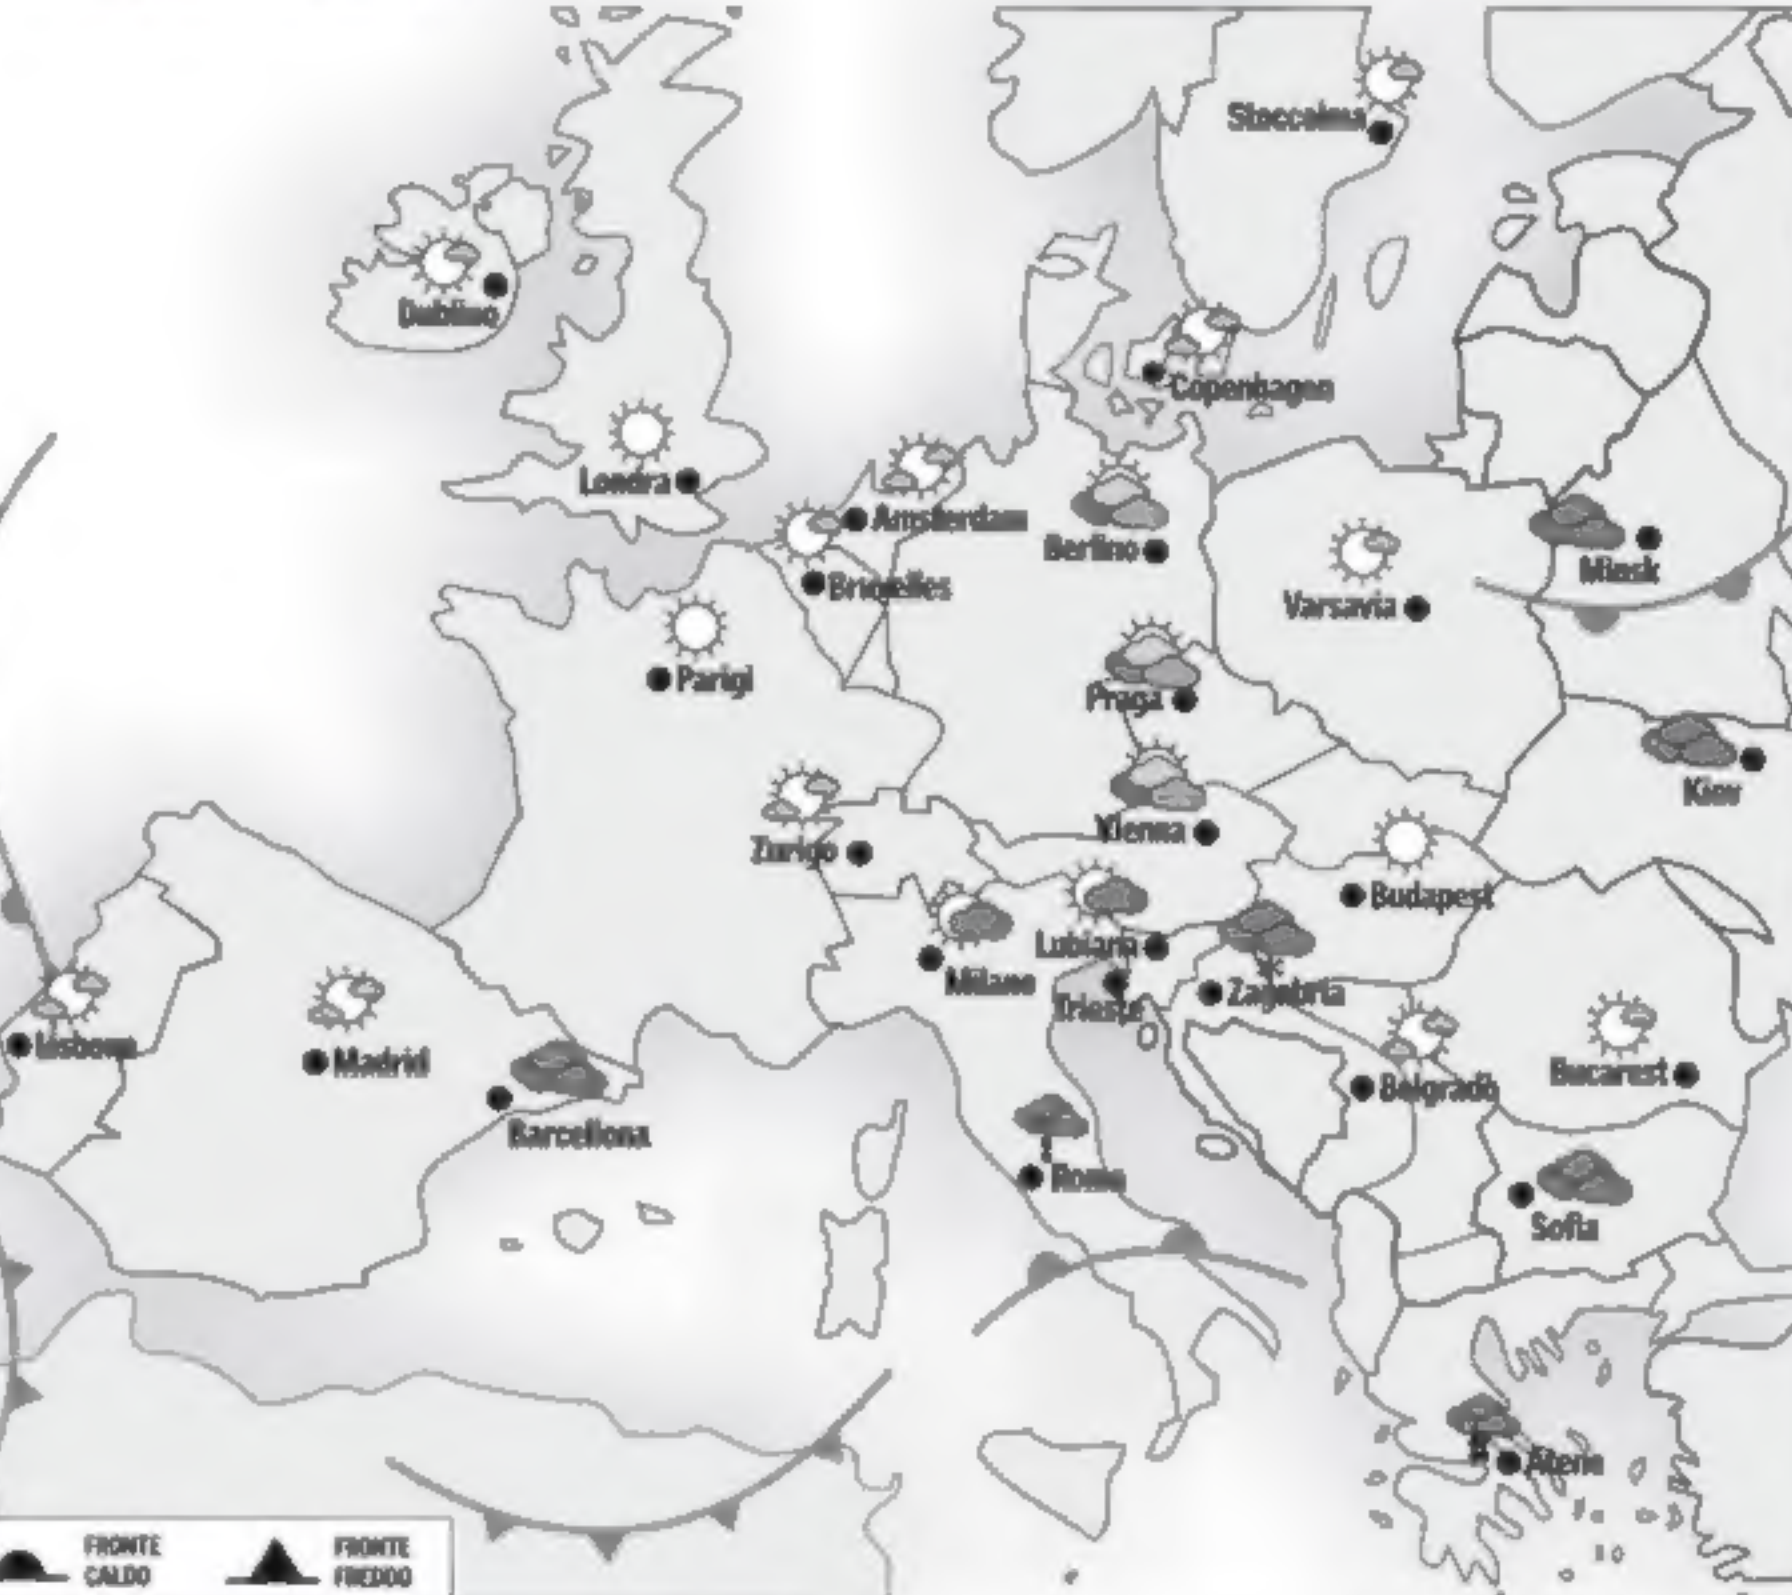 Stoccolma
Dublino
Copenhagen
Londra
Amsterdam
Berlino
Bruxelles
Minsk
Varsavia
Parigi
Praga
Kiev
Vienna
Zurigo
Budapest
Lubiana
Milano
Trieste
Zagabria
Lisbona
Madrid
Belgrado
Bucarest
Barcellona
Roma
Sofia
Atene
FRONTE
CALDO
FRONTE
FREDDO